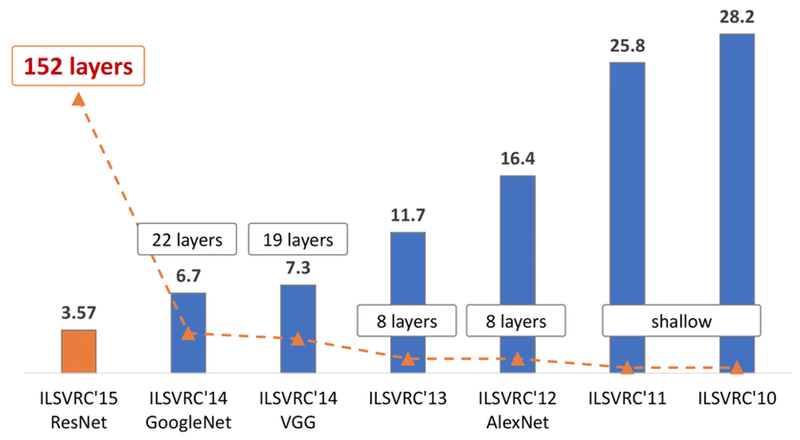 28.2
25.8
152 layers
16.4
11.7
22 layers
19 layers
6.7
7.3
3.57
8 layers
8 layers
shallow
ILSVRC'15
ResNet
ILSVRC'14
GoogleNet
ILSVRC'14
VGG
ILSVRC'13
ILSVRC'12
AlexNet
ILSVRC'11
ILSVRC'10